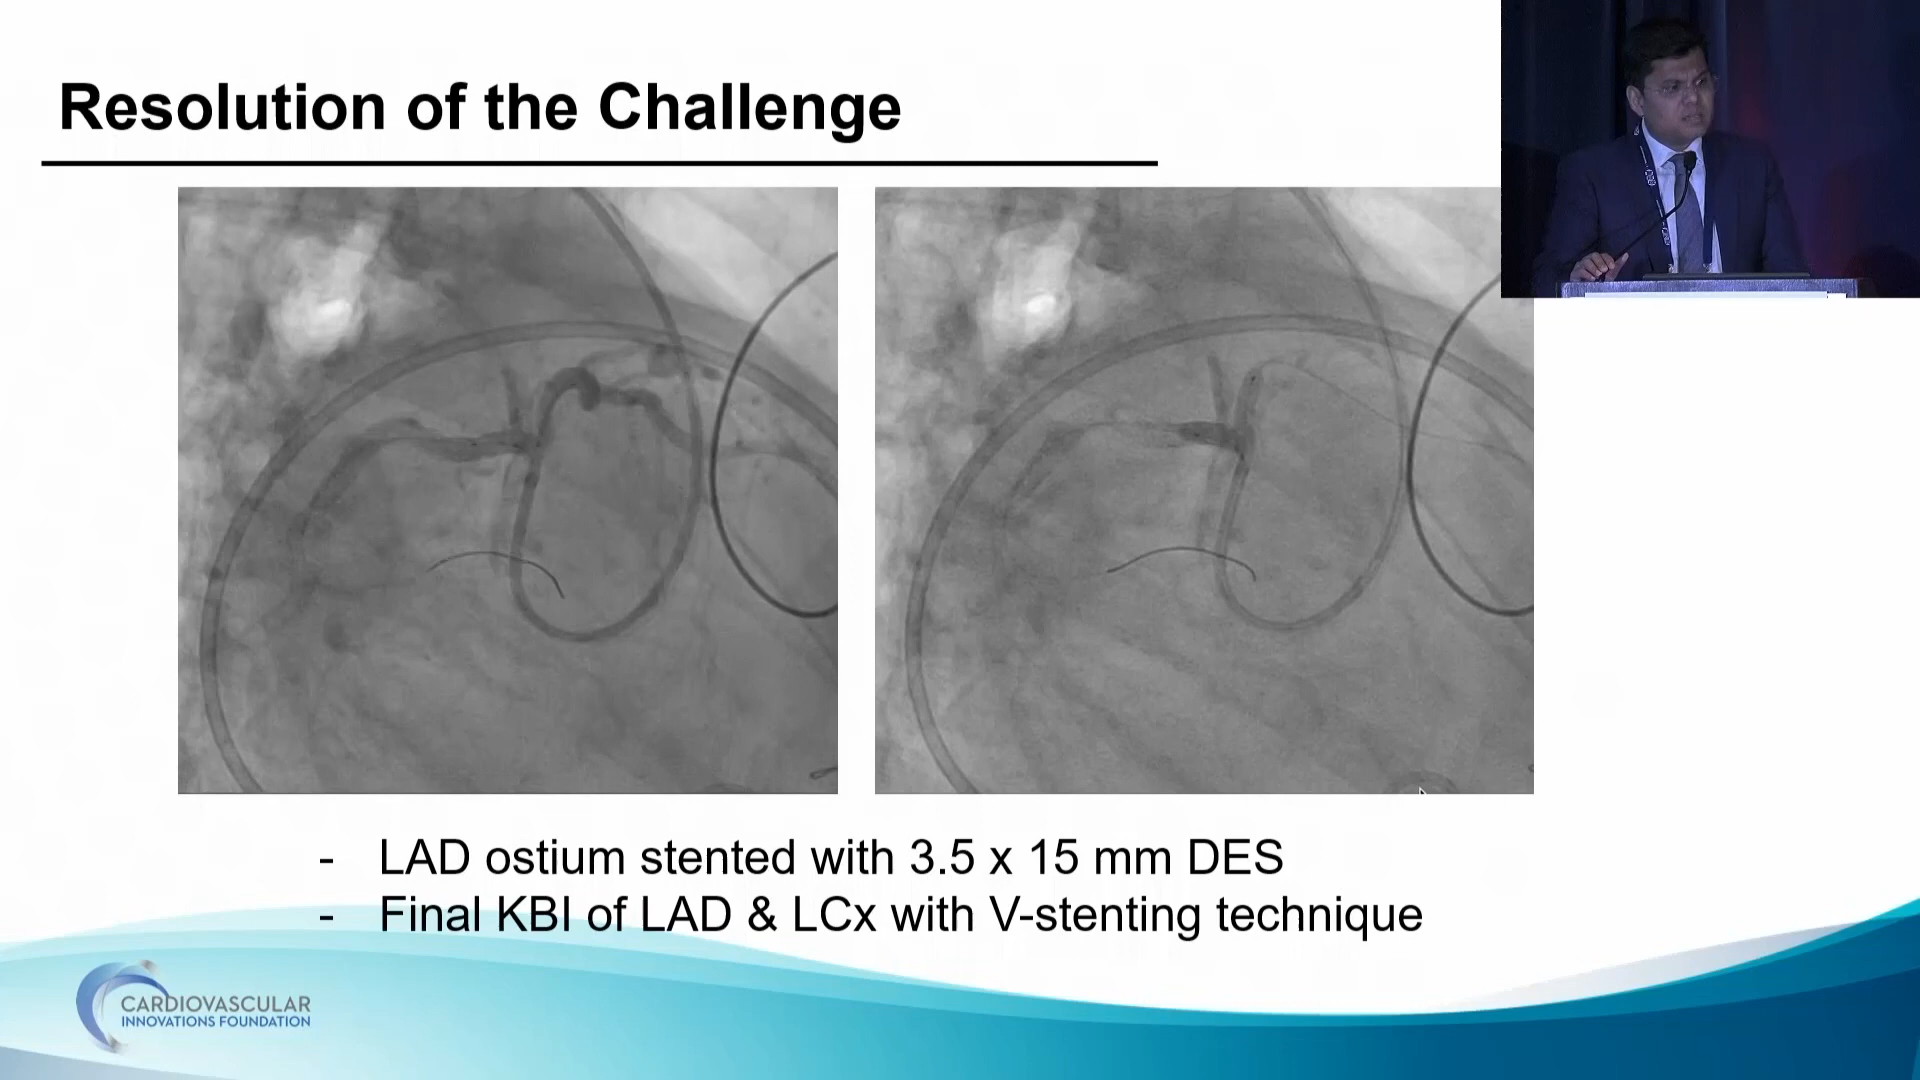 Resolution of the Challenge
- LAD ostium stented with 3.5 x 15 mm DES
- Final KBI of LAD & LCx with V-stenting technique
CARDIOVASCULAR
INNOVATIONS FOUNDATION